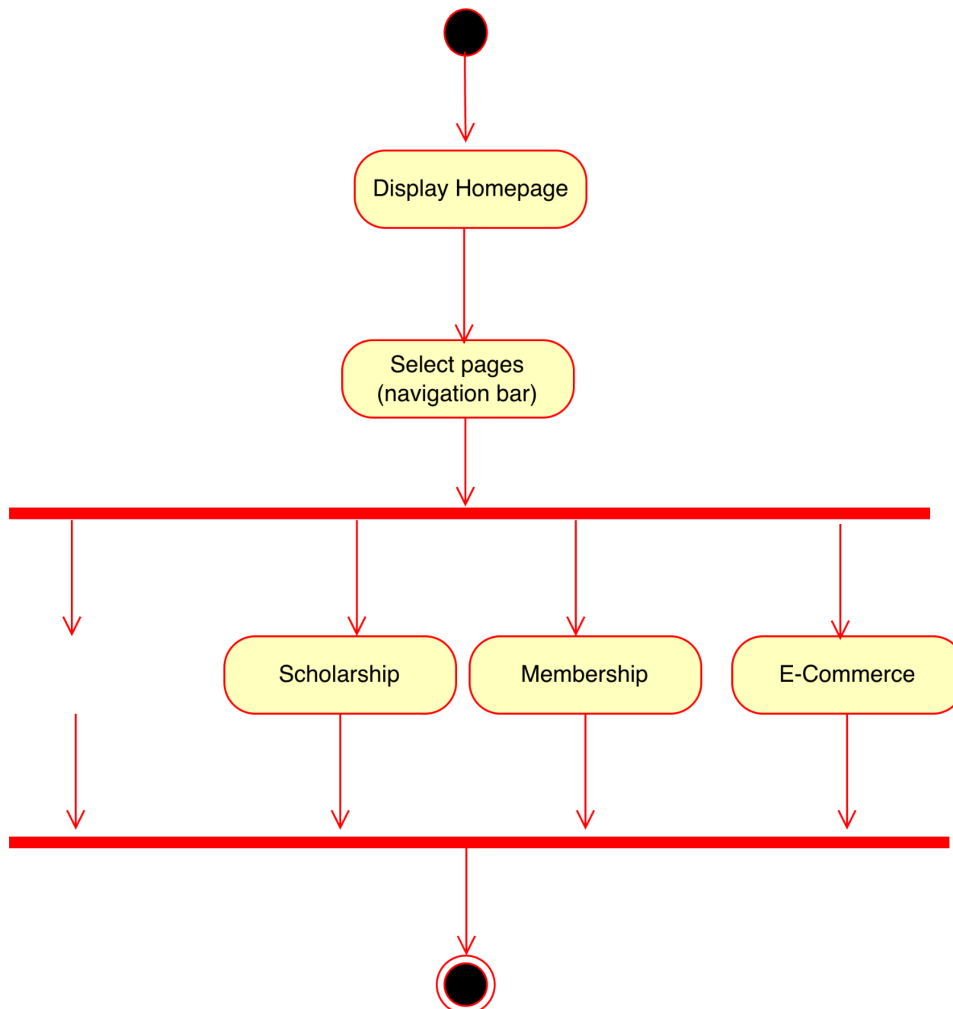 Display Homepage
Select pages
(navigation bar)
Scholarship
Membership
E-Commerce